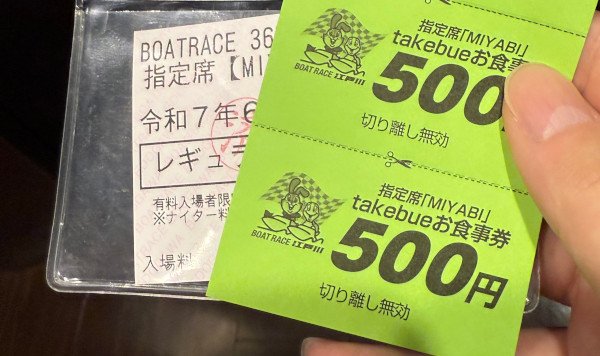 BOATRACE 36
指定席【MI
令和7年6
レギュ
有料入場者限
※ナイター料
入場料
指定席「MIYABI」
takebueお食事
BOAT RACE 江戸川
500
切り離し無効
指定席「MIYABI」
takebueお食事券
BOAT RACE 江戸川
500円
切り離し無効